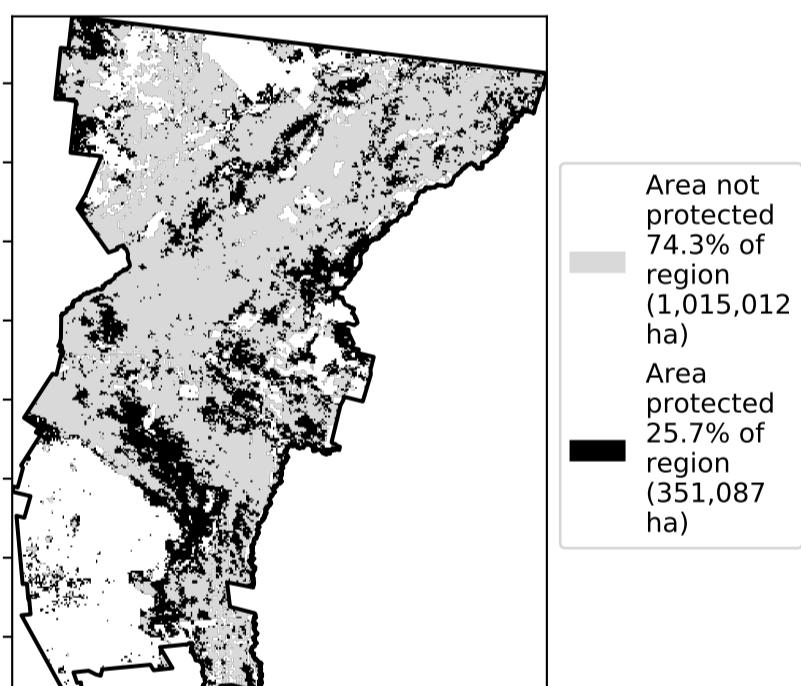 Area not
protected
74.3% of
region
(1,015,012
ha)
Area
protected
25.7% of
region
(351,087
ha)